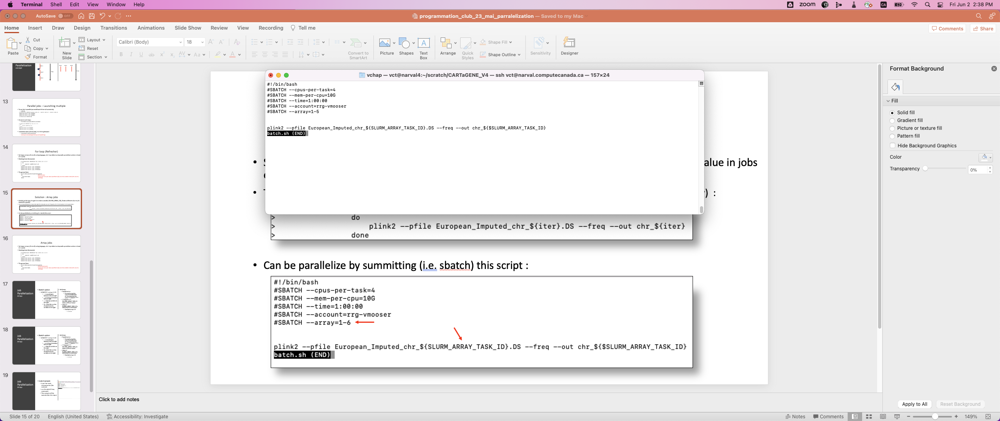 Terminal Shell Edit View Window Help
zoom CA Fri Jun 2 2:38 PM
AutoSave OFF programmation_club_23_mai_parralelization — Saved to my Mac
Home Insert Draw Design Transitions Animations Slide Show Review View Recording Tell me Comments Share
Paste Cut Copy Format
New Slide Layout Reset Section
Calibri (Body) 18
Convert to SmartArt
Picture Shapes Text Box Arrange Quick Styles Shape Fill Shape Outline Sensitivity Designer
Parallelization
concept
13
Parallel jobs – Launching multiple
14
For loop (Refresher)
15
Solution : Array jobs
16
Array jobs
17
Job Parallelization
Arrays
Sbatch option
18
Job Parallelization
Arrays
Sbatch option
19
Job Parallelization
Arrays
Code Example
vchap — vct@narval4:~/scratch/CARTaGENE_V4 — ssh vct@narval.computecanada.ca — 157×24
#!/bin/bash
#SBATCH --cpus-per-task=4
#SBATCH --mem-per-cpu=10G
#SBATCH --time=1:00:00
#SBATCH --account=rrg-vmooser
#SBATCH --array=1-5
plink2 --pfile European_Imputed_chr_${SLURM_ARRAY_TASK_ID}.DS --freq --out chr_${$SLURM_ARRAY_TASK_ID}
batch.sh (END)
alue in jobs
) :
> do
> plink2 --pfile European_Imputed_chr_${iter}.DS --freq --out chr_${iter}
> done
• Can be parallelize by summitting (i.e. sbatch) this script :
#!/bin/bash
#SBATCH --cpus-per-task=4
#SBATCH --mem-per-cpu=10G
#SBATCH --time=1:00:00
#SBATCH --account=rrg-vmooser
#SBATCH --array=1-6
plink2 --pfile European_Imputed_chr_${SLURM_ARRAY_TASK_ID}.DS --freq --out chr_${$SLURM_ARRAY_TASK_ID}
batch.sh (END)
Click to add notes
Format Background
Fill
Solid fill
Gradient fill
Picture or texture fill
Pattern fill
Hide Background Graphics
Color
Transparency 0%
Apply to All Reset Background
Slide 15 of 20 English (United States) Accessibility: Investigate Notes Comments 149%